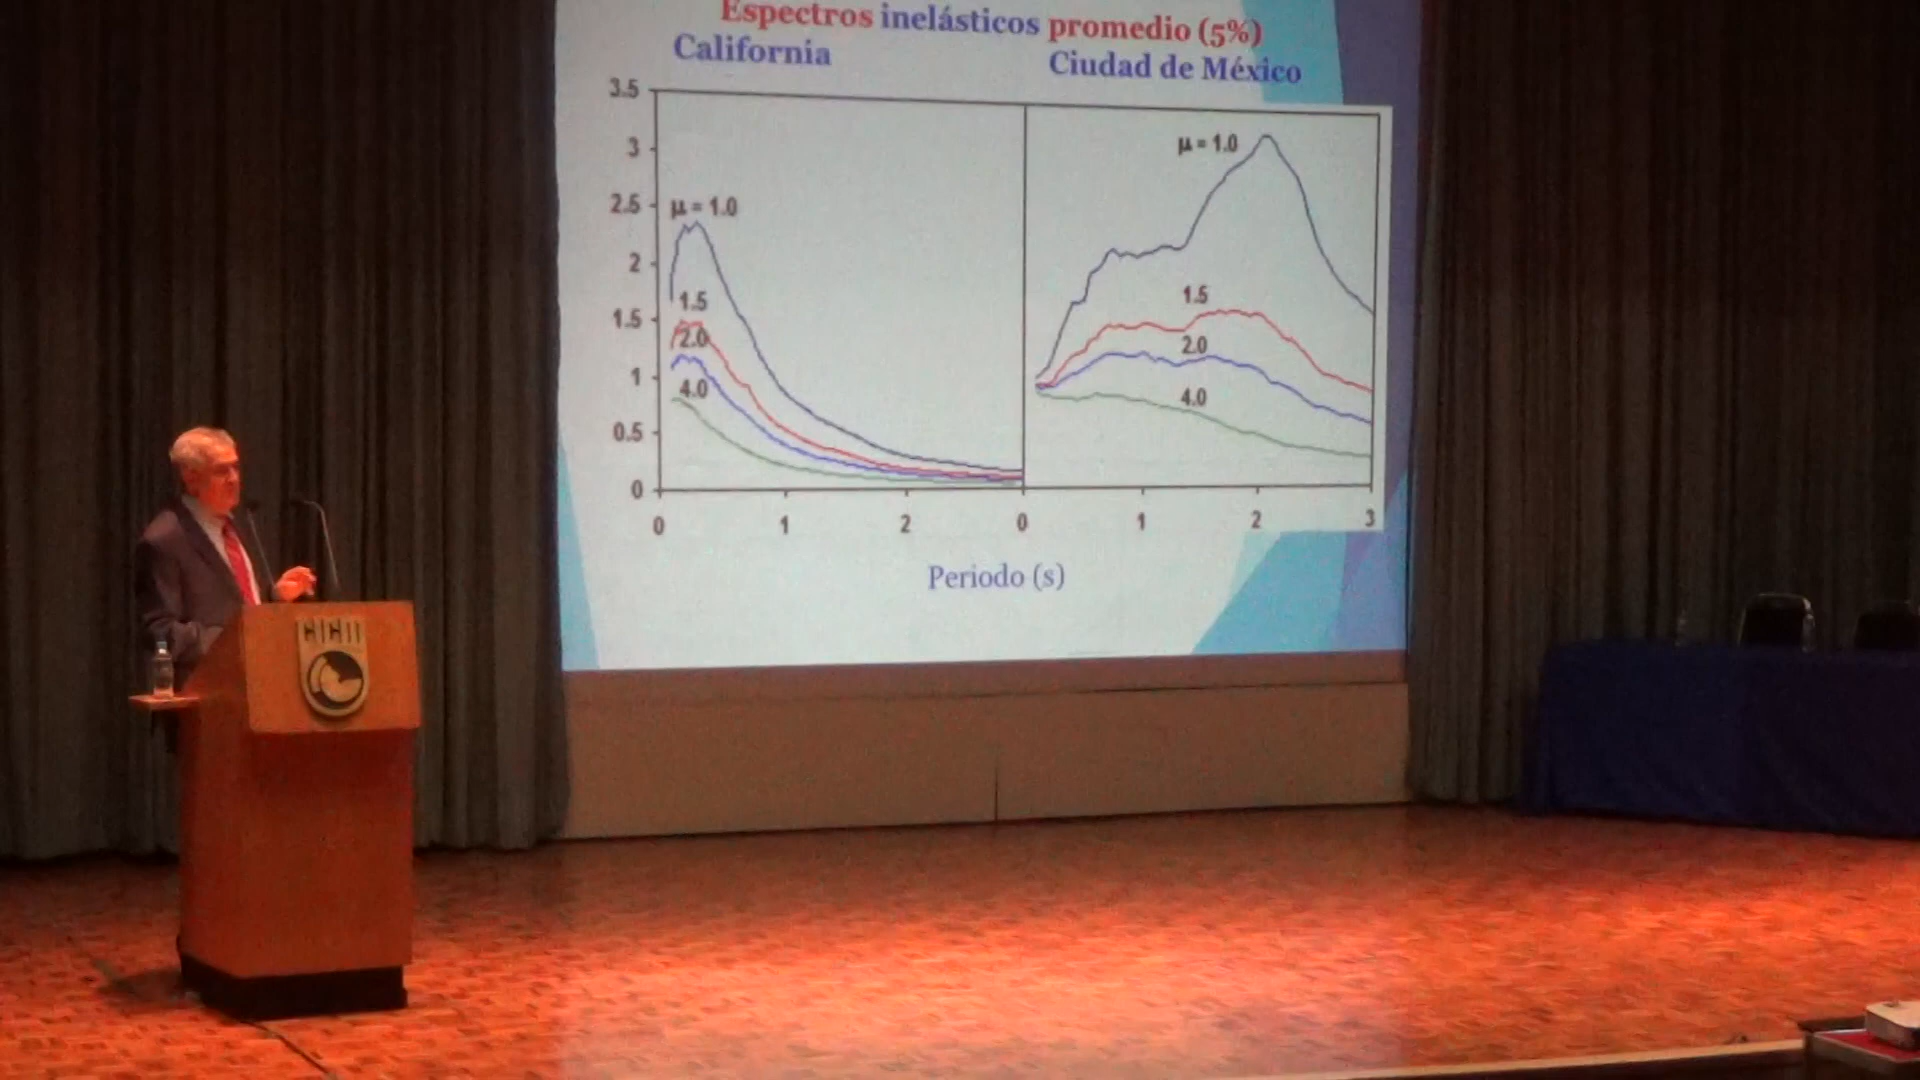 Espectros inelásticos promedio (5%)
California
Ciudad de México
3.5
3
2.5
2
1.5
1
0.5
0
μ = 1.0
1.5
2.0
4.0
μ = 1.0
1.5
2.0
4.0
0 1 2 0 1 2 3
Periodo (s)